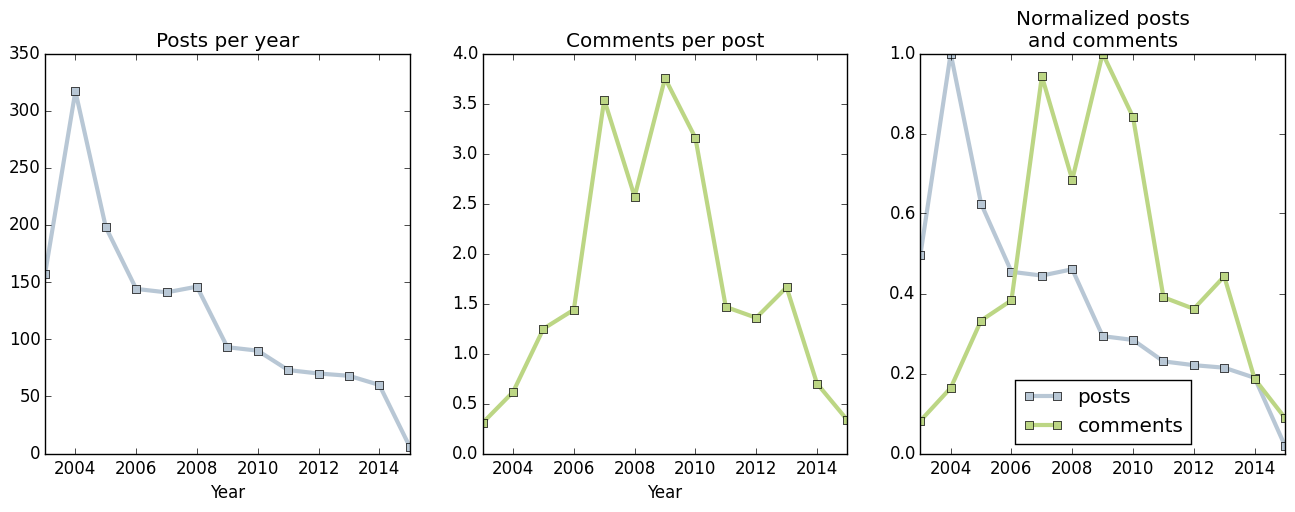 Posts per year
350
300
250
200
150
100
50
0
2004 2006 2008 2010 2012 2014
Year
Comments per post
4.0
3.5
3.0
2.5
2.0
1.5
1.0
0.5
0.0
2004 2006 2008 2010 2012 2014
Year
Normalized posts
and comments
1.0
0.8
0.6
0.4
0.2
0.0
posts
comments
2004 2006 2008 2010 2012 2014